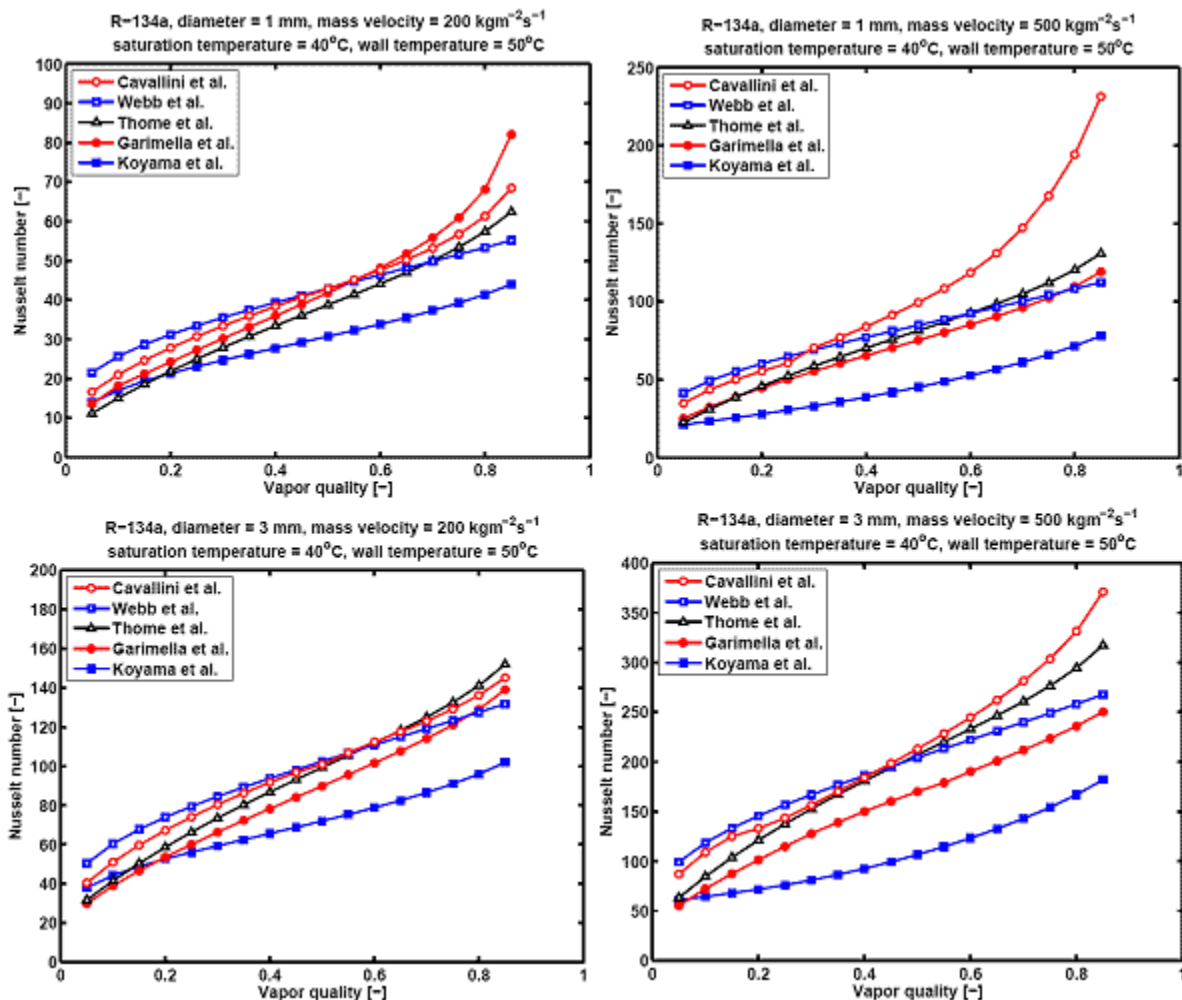 R−134a, diameter = 1 mm, mass velocity = 200 kgm⁻²s⁻¹
saturation temperature = 40°C, wall temperature = 50°C
100
90
80
70
60
50
40
30
20
10
0
Nusselt number [−]
Cavallini et al.
Webb et al.
Thome et al.
Garimella et al.
Koyama et al.
0
0.2
0.4
0.6
0.8
1
Vapor quality [−]
R−134a, diameter = 1 mm, mass velocity = 500 kgm⁻²s⁻¹
saturation temperature = 40°C, wall temperature = 50°C
250
200
150
100
50
0
Nusselt number [−]
Cavallini et al.
Webb et al.
Thome et al.
Garimella et al.
Koyama et al.
0
0.2
0.4
0.6
0.8
1
Vapor quality [−]
R−134a, diameter = 3 mm, mass velocity = 200 kgm⁻²s⁻¹
saturation temperature = 40°C, wall temperature = 50°C
200
180
160
140
120
100
80
60
40
20
0
Nusselt number [−]
Cavallini et al.
Webb et al.
Thome et al.
Garimella et al.
Koyama et al.
0
0.2
0.4
0.6
0.8
1
Vapor quality [−]
R−134a, diameter = 3 mm, mass velocity = 500 kgm⁻²s⁻¹
saturation temperature = 40°C, wall temperature = 50°C
400
350
300
250
200
150
100
50
0
Nusselt number [−]
Cavallini et al.
Webb et al.
Thome et al.
Garimella et al.
Koyama et al.
0
0.2
0.4
0.6
0.8
1
Vapor quality [−]